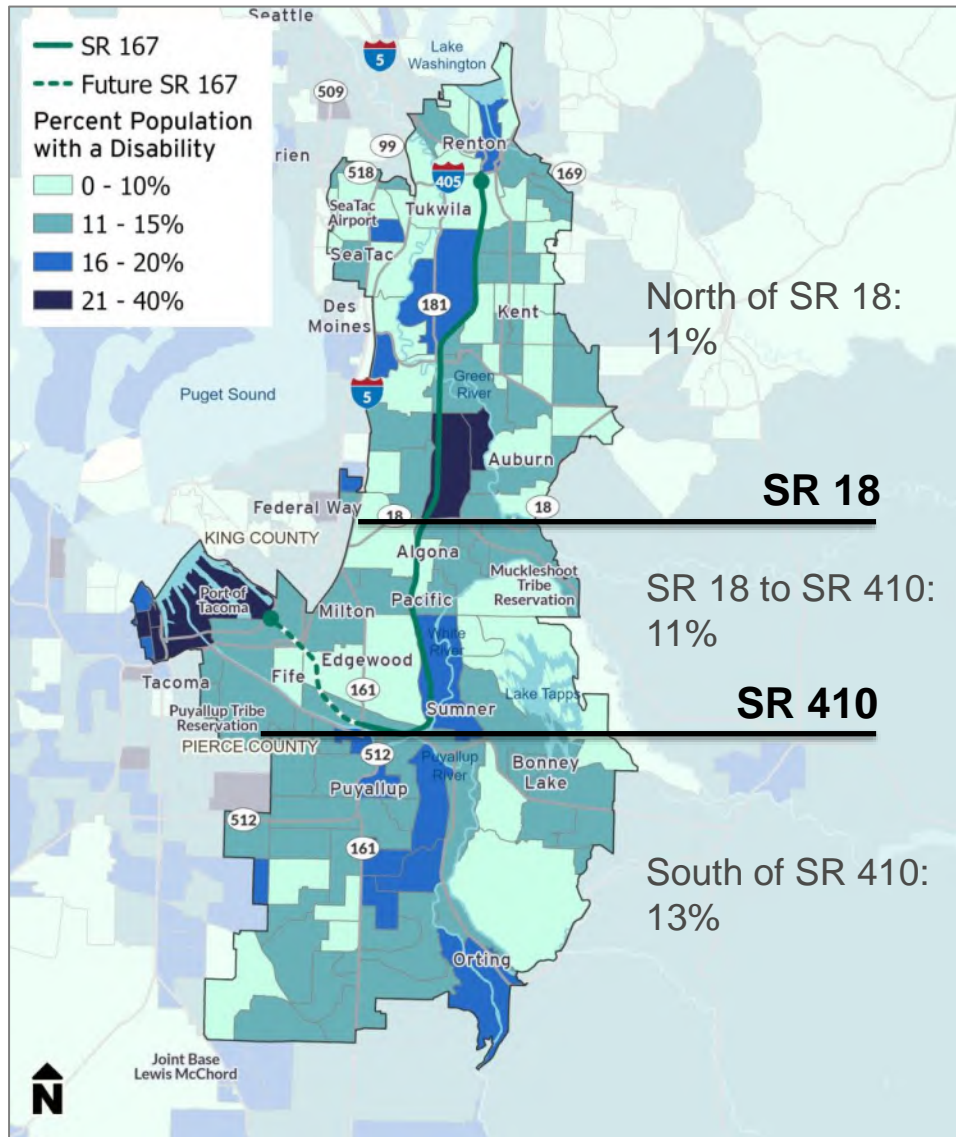 Seattle
SR 167
Future SR 167
Percent Population
with a Disability
0 - 10%
11 - 15%
16 - 20%
21 - 40%
5
Lake
Washington
509
rien
99
518
Renton
405
169
SeaTac
Airport
Tukwila
SeaTac
Des
Moines
181
Kent
North of SR 18:
11%
Green
River
5
Puget Sound
Auburn
SR 18
Federal Way
18
18
KING COUNTY
Algona
Muckleshoot
Tribe
Reservation
SR 18 to SR 410:
11%
Port of
Tacoma
Milton
Pacific
White
River
Edgewood
Fife
161
Tacoma
Lake Tapps
Sumner
SR 410
Puyallup Tribe
Reservation
PIERCE COUNTY
512
Puyallup
River
Bonney
Lake
Puyallup
512
161
South of SR 410:
13%
Orting
Joint Base
Lewis McChord
N